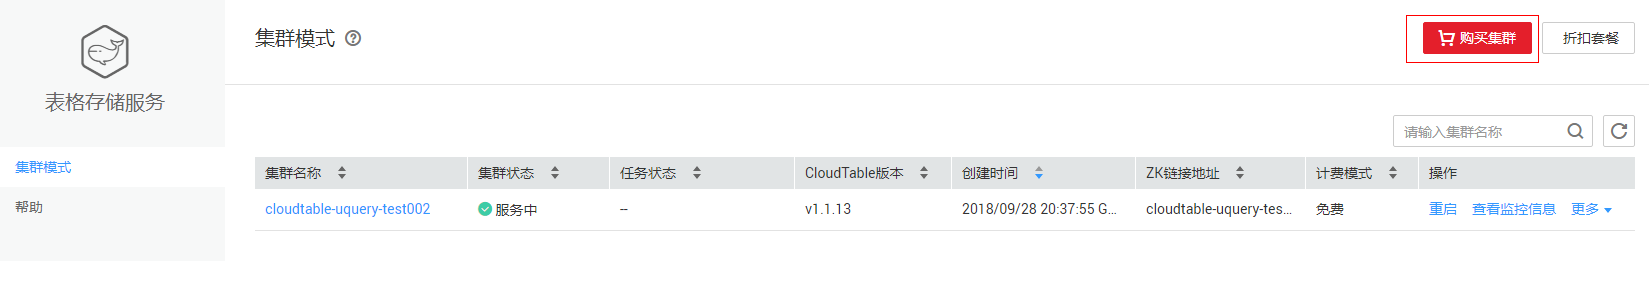 表格存储服务
集群模式
帮助
集群模式 ?
购买集群
折扣套餐
请输入集群名称
集群名称 集群状态 任务状态 CloudTable版本 创建时间 ZK链接地址 计费模式 操作
cloudtable-uquery-test002 服务中 -- v1.1.13 2018/09/28 20:37:55 G... cloudtable-uquery-tes... 免费 重启 查看监控信息 更多